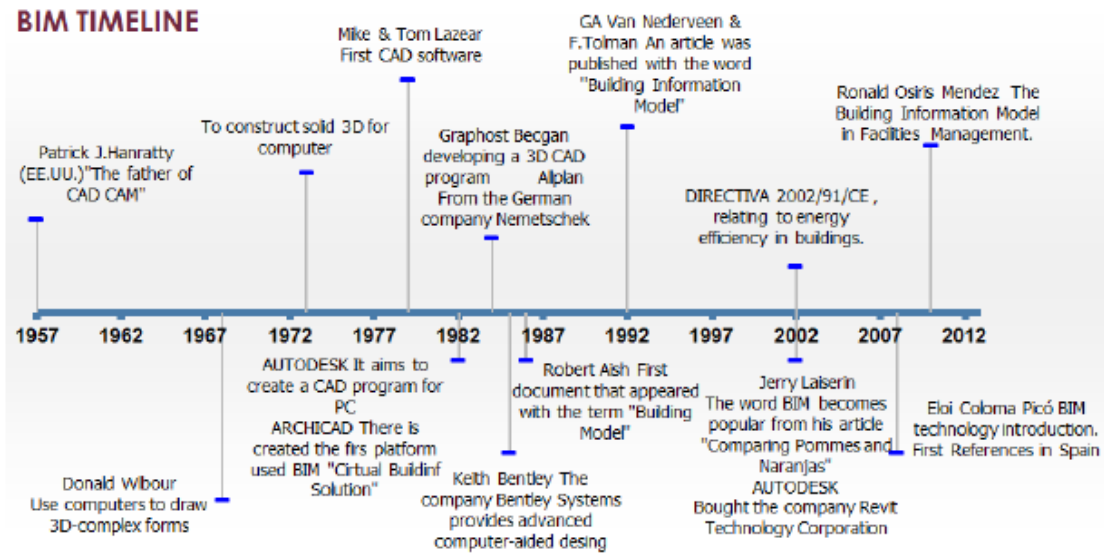 BIM TIMELINE
Patrick J.Hanratty
(EE.UU.)"The father of
CAD CAM"
To construct solid 3D for
computer
Mike & Tom Lazear
First CAD software
Graphost Becgan
developing a 3D CAD
program Allplan
From the German
company Nemetschek
GA Van Nederveen &
F.Tolman An article was
published with the word
"Building Information
Model"
DIRECTIVA 2002/91/CE ,
relating to energy
efficiency in buildings.
Ronald Osiris Mendez The
Building Information Model
in Facilities Management.
1957 1962 1967 1972 1977 1982 1987 1992 1997 2002 2007 2012
Donald Wibour
Use computers to draw
3D-complex forms
AUTODESK It aims to
create a CAD program for
PC
ARCHICAD There is
created the firs platform
used BIM "Cirtual Buildinf
Solution"
Keith Bentley The
company Bentley Systems
provides advanced
computer-aided desing
Robert Aish First
document that appeared
with the term "Building
Model"
Jerry Laiserin
The word BIM becomes
popular from his article
"Comparing Pommes and
Naranjas"
AUTODESK
Bought the company Revit
Technology Corporation
Eloi Coloma Picó BIM
technology introduction.
First References in Spain